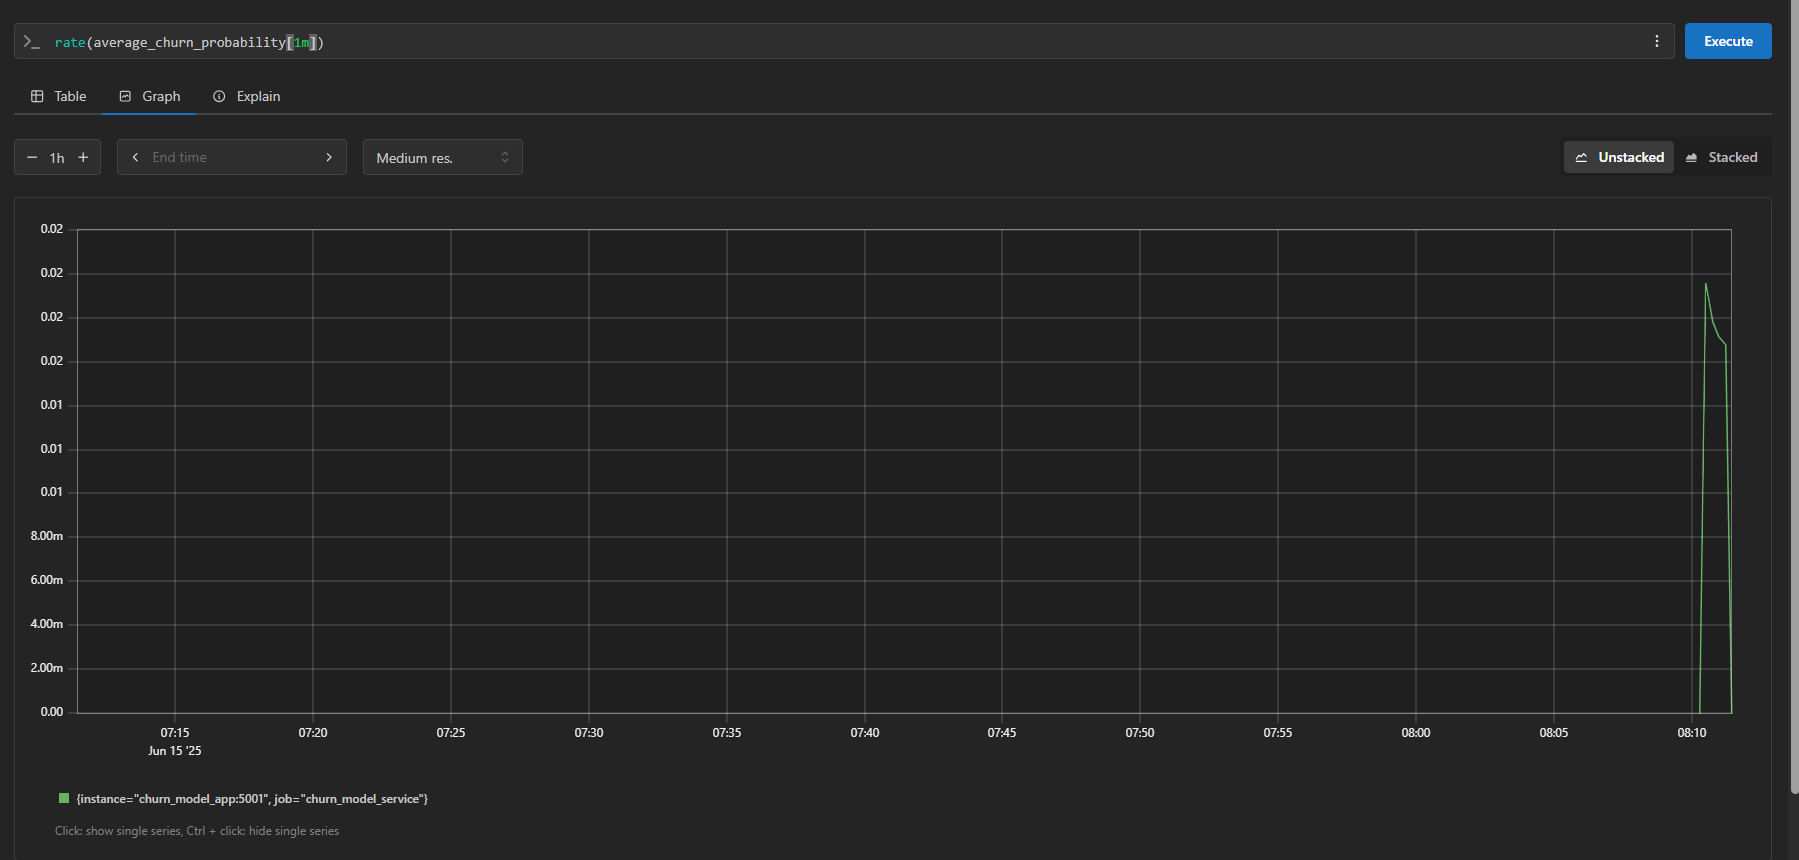 rate(average_churn_probability[1m])
Execute
Table Graph Explain
1h End time Medium res. Unstacked Stacked
0.02
0.02
0.02
0.02
0.01
0.01
0.01
8.00m
6.00m
4.00m
2.00m
0.00
07:15 07:20 07:25 07:30 07:35 07:40 07:45 07:50 07:55 08:00 08:05 08:10
Jun 15 '25
{instance="churn_model_app:5001", job="churn_model_service"}
Click: show single series, Ctrl + click: hide single series